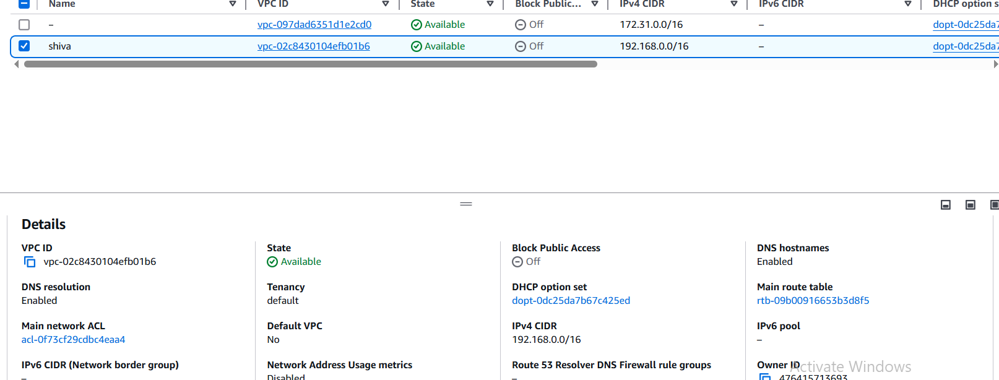 Name VPC ID State Block Public... IPv4 CIDR IPv6 CIDR DHCP option s
– vpc-097dad6351d1e2cd0 Available Off 172.31.0.0/16 – dopt-0dc25da7
shiva vpc-02c8430104efb01b6 Available Off 192.168.0.0/16 – dopt-0dc25da7
Details
VPC ID State Block Public Access DNS hostnames
vpc-02c8430104efb01b6 Available Off Enabled
DNS resolution Tenancy DHCP option set Main route table
Enabled default dopt-0dc25da7b67c425ed rtb-09b00916653b3d8f5
Main network ACL Default VPC IPv4 CIDR IPv6 pool
acl-0f73cf29cdbc4eaa4 No 192.168.0.0/16 –
IPv6 CIDR (Network border group) Network Address Usage metrics Route 53 Resolver DNS Firewall rule groups Owner ID
– Disabled – 476415713693
Activate Windows